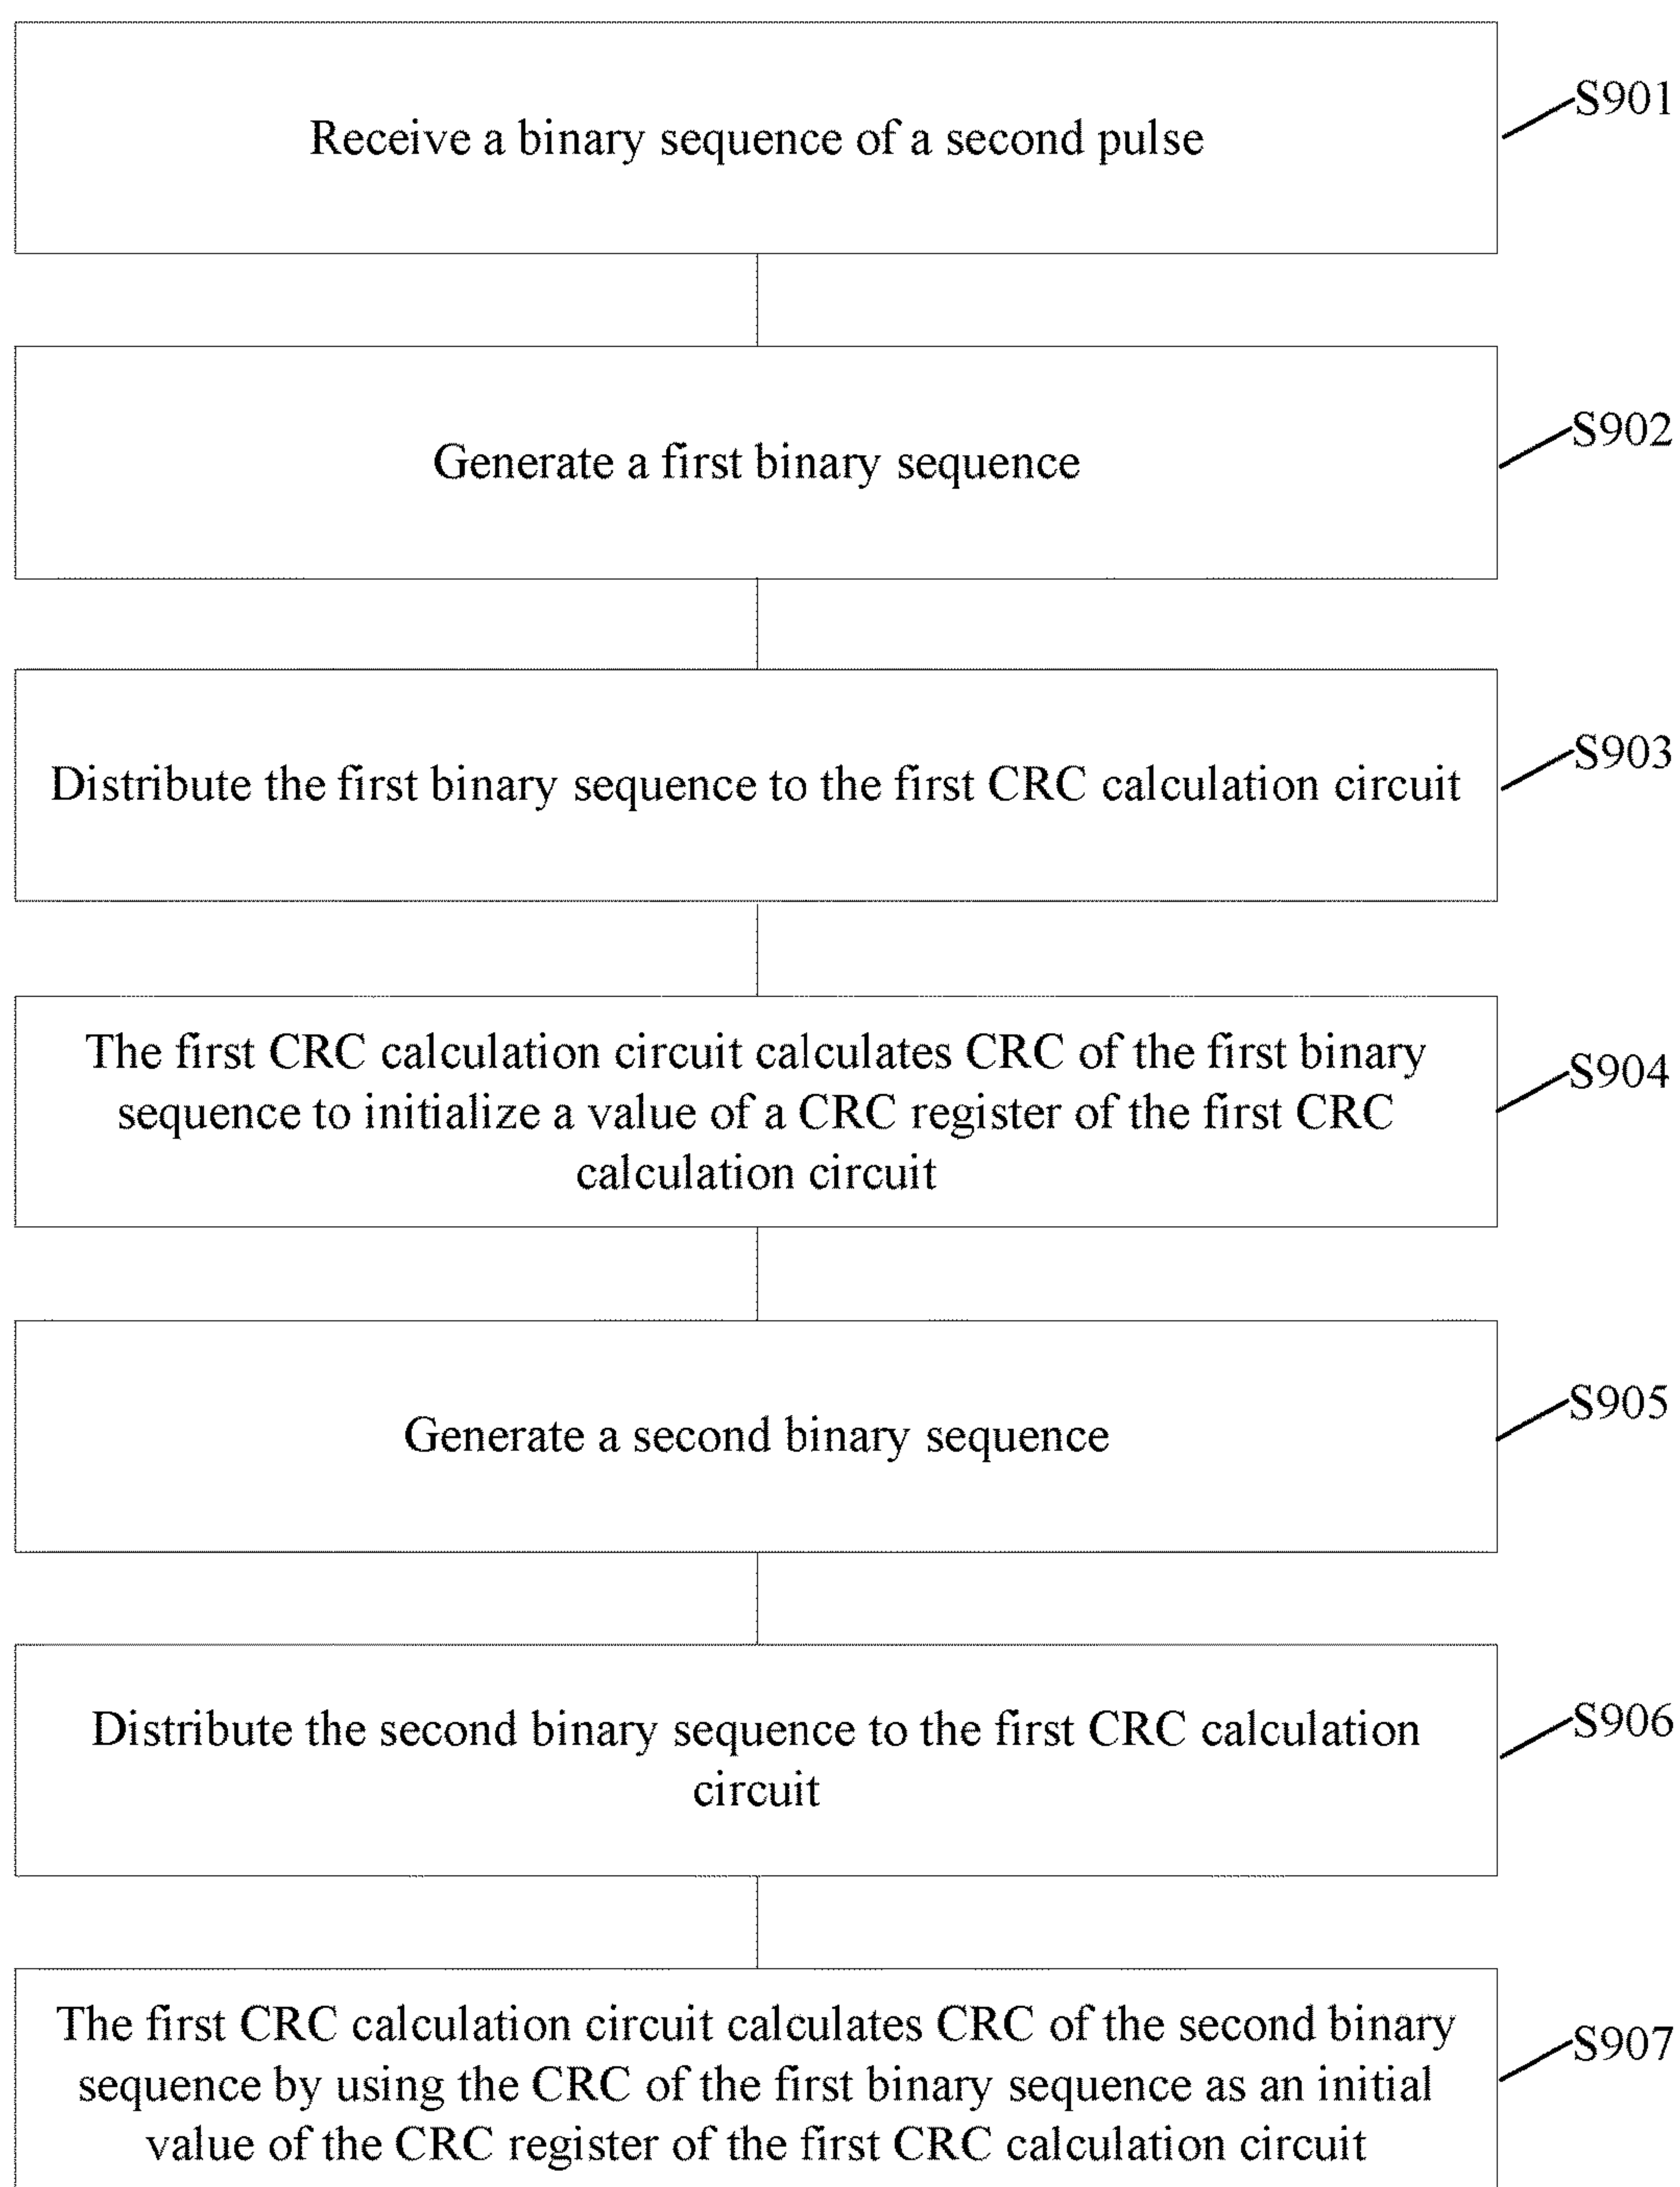 Receive a binary sequence of a second pulse
S901
Generate a first binary sequence
S902
Distribute the first binary sequence to the first CRC calculation circuit
S903
The first CRC calculation circuit calculates CRC of the first binary
sequence to initialize a value of a CRC register of the first CRC
calculation circuit
S904
Generate a second binary sequence
S905
Distribute the second binary sequence to the first CRC calculation
circuit
S906
The first CRC calculation circuit calculates CRC of the second binary
sequence by using the CRC of the first binary sequence as an initial
value of the CRC register of the first CRC calculation circuit
S907